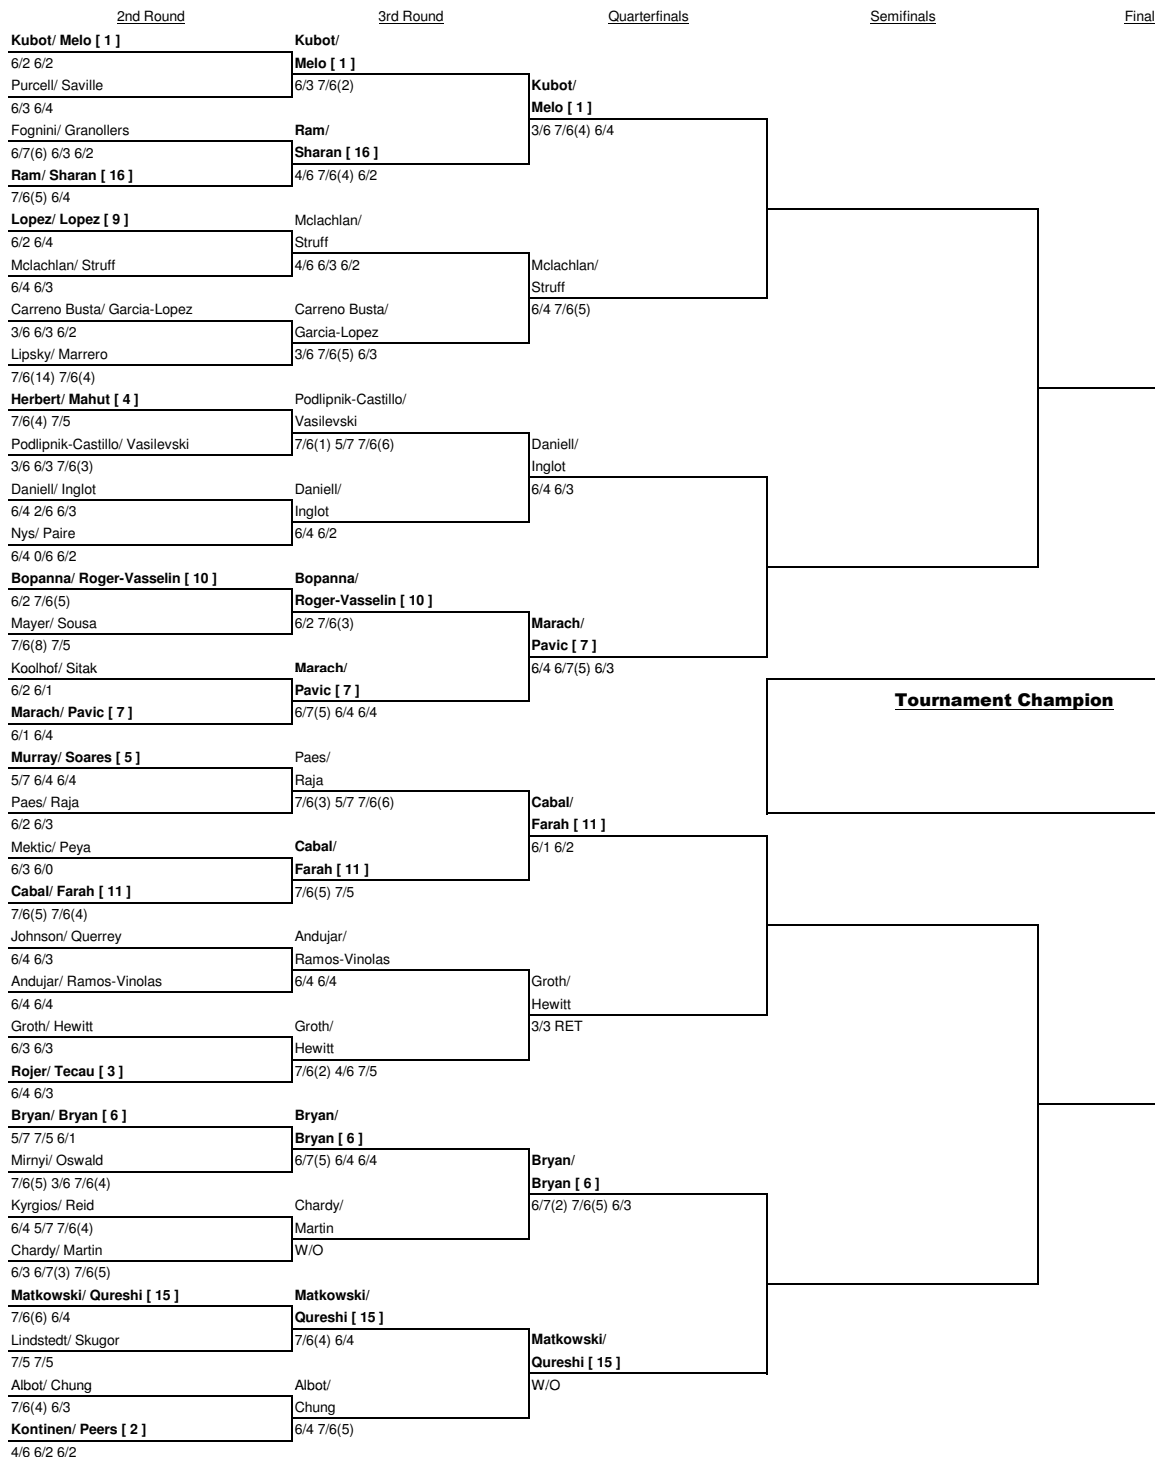 2nd Round
3rd Round
Quarterfinals
Semifinals
Final
Kubot/ Melo [ 1 ]
6/2 6/2
Purcell/ Saville
6/3 6/4
Fognini/ Granollers
6/7(6) 6/3 6/2
Ram/ Sharan [ 16 ]
7/6(5) 6/4
Lopez/ Lopez [ 9 ]
6/2 6/4
Mclachlan/ Struff
6/4 6/3
Carreno Busta/ Garcia-Lopez
3/6 6/3 6/2
Lipsky/ Marrero
7/6(14) 7/6(4)
Herbert/ Mahut [ 4 ]
7/6(4) 7/5
Podlipnik-Castillo/ Vasilevski
3/6 6/3 7/6(3)
Daniell/ Inglot
6/4 2/6 6/3
Nys/ Paire
6/4 0/6 6/2
Bopanna/ Roger-Vasselin [ 10 ]
6/2 7/6(5)
Mayer/ Sousa
7/6(8) 7/5
Koolhof/ Sitak
6/2 6/1
Marach/ Pavic [ 7 ]
6/1 6/4
Murray/ Soares [ 5 ]
5/7 6/4 6/4
Paes/ Raja
6/2 6/3
Mektic/ Peya
6/3 6/0
Cabal/ Farah [ 11 ]
7/6(5) 7/6(4)
Johnson/ Querrey
6/4 6/3
Andujar/ Ramos-Vinolas
6/4 6/4
Groth/ Hewitt
6/3 6/3
Rojer/ Tecau [ 3 ]
6/4 6/3
Bryan/ Bryan [ 6 ]
5/7 7/5 6/1
Mirnyi/ Oswald
7/6(5) 3/6 7/6(4)
Kyrgios/ Reid
6/4 5/7 7/6(4)
Chardy/ Martin
6/3 6/7(3) 7/6(5)
Matkowski/ Qureshi [ 15 ]
7/6(6) 6/4
Lindstedt/ Skugor
7/5 7/5
Albot/ Chung
7/6(4) 6/3
Kontinen/ Peers [ 2 ]
4/6 6/2 6/2
Kubot/
Melo [ 1 ]
6/3 7/6(2)
Ram/
Sharan [ 16 ]
4/6 7/6(4) 6/2
Mclachlan/
Struff
4/6 6/3 6/2
Carreno Busta/
Garcia-Lopez
3/6 7/6(5) 6/3
Podlipnik-Castillo/
Vasilevski
7/6(1) 5/7 7/6(6)
Daniell/
Inglot
6/4 6/2
Bopanna/
Roger-Vasselin [ 10 ]
6/2 7/6(3)
Marach/
Pavic [ 7 ]
6/7(5) 6/4 6/4
Paes/
Raja
7/6(3) 5/7 7/6(6)
Cabal/
Farah [ 11 ]
7/6(5) 7/5
Andujar/
Ramos-Vinolas
6/4 6/4
Groth/
Hewitt
7/6(2) 4/6 7/5
Bryan/
Bryan [ 6 ]
6/7(5) 6/4 6/4
Chardy/
Martin
W/O
Matkowski/
Qureshi [ 15 ]
7/6(4) 6/4
Albot/
Chung
6/4 7/6(5)
Kubot/
Melo [ 1 ]
3/6 7/6(4) 6/4
Mclachlan/
Struff
6/4 7/6(5)
Daniell/
Inglot
6/4 6/3
Marach/
Pavic [ 7 ]
6/4 6/7(5) 6/3
Cabal/
Farah [ 11 ]
6/1 6/2
Groth/
Hewitt
3/3 RET
Bryan/
Bryan [ 6 ]
6/7(2) 7/6(5) 6/3
Matkowski/
Qureshi [ 15 ]
W/O
Tournament Champion